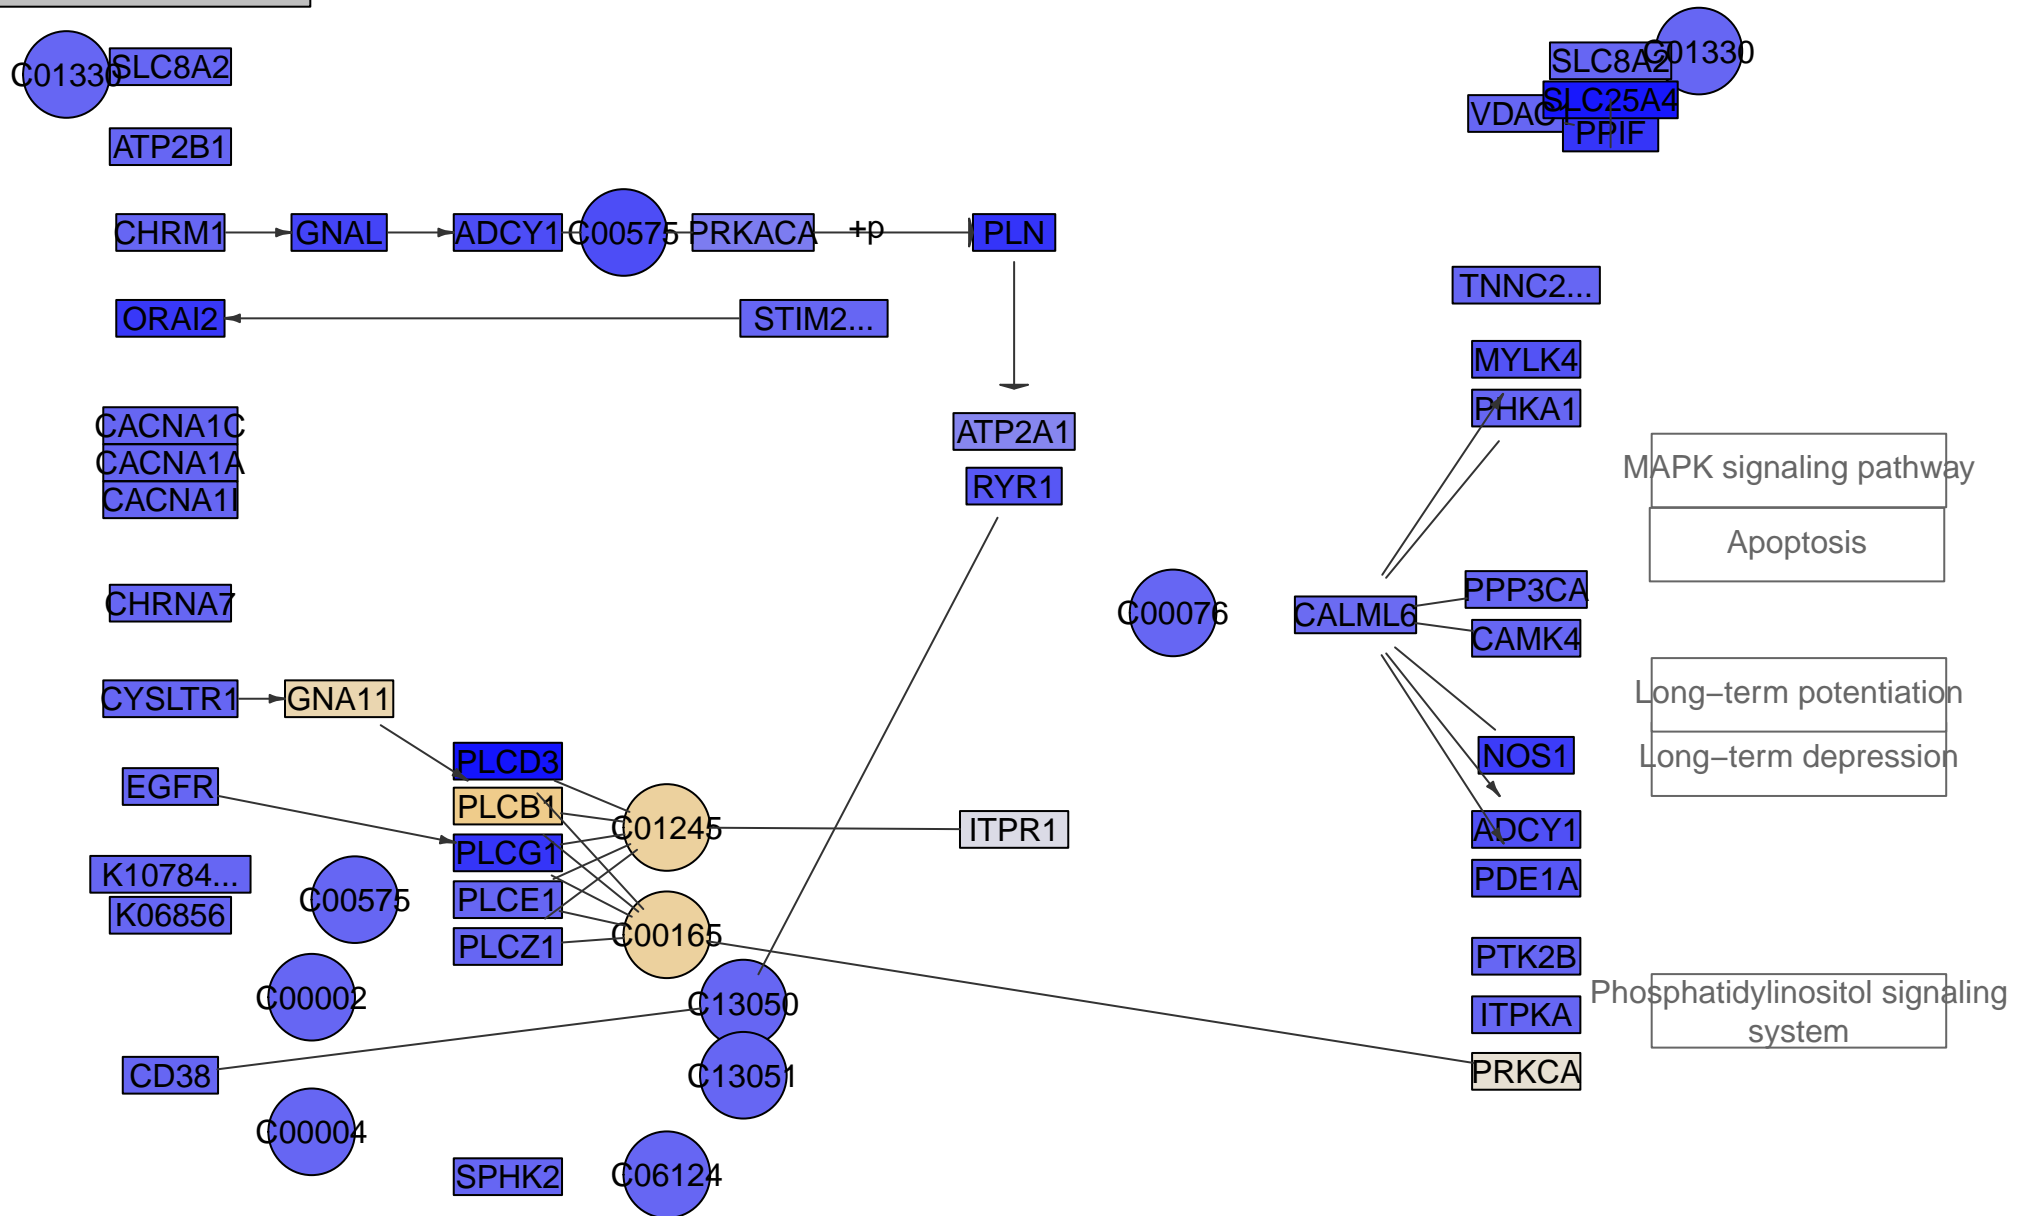 C01330
SLC8A2
SLC8A2
C01330
SLC25A4
VDAC1
PPIF
ATP2B1
CHRM1
GNAL
ADCY1
C00575
PRKACA
+p
PLN
TNNC2...
ORAI2
STIM2...
MYLK4
PHKA1
CACNA1C
CACNA1A
CACNA1I
ATP2A1
RYR1
MAPK signaling pathway
Apoptosis
CHRNA7
C00076
CALML6
PPP3CA
CAMK4
CYSLTR1
GNA11
Long−term potentiation
Long−term depression
NOS1
PLCD3
EGFR
PLCB1
C01245
ITPR1
ADCY1
PLCG1
K10784...
C00575
PLCE1
PDE1A
K06856
PLCZ1
C00165
PTK2B
C00002
C13050
ITPKA
Phosphatidylinositol signaling
system
CD38
C13051
PRKCA
C00004
SPHK2
C06124